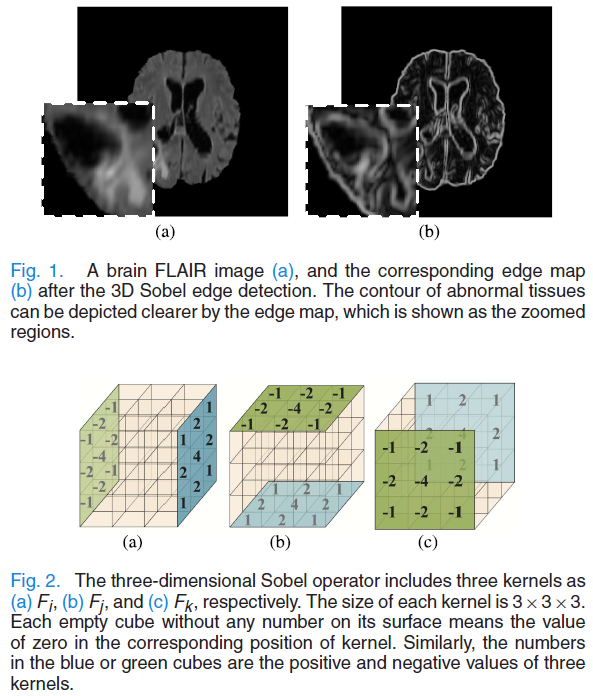 (a) (b)
Fig. 1. A brain FLAIR image (a), and the corresponding edge map
(b) after the 3D Sobel edge detection. The contour of abnormal tissues
can be depicted clearer by the edge map, which is shown as the zoomed
regions.
-1 -2 -1 -2 -4 -2 -1 -2 -1
1 2 1 2 4 2 1 2 1
-1 -2 -1
-2 -4 -2
-1 -2 -1
1 2 1
2 4 2
1 2 1
1 2 1
2 4 2
1 2 1
-1 -2 -1
-2 -4 -2
-1 -2 -1
(a) (b) (c)
Fig. 2. The three-dimensional Sobel operator includes three kernels as
(a) Fi, (b) Fj, and (c) Fk, respectively. The size of each kernel is 3 × 3 × 3.
Each empty cube without any number on its surface means the value
of zero in the corresponding position of kernel. Similarly, the numbers
in the blue or green cubes are the positive and negative values of three
kernels.